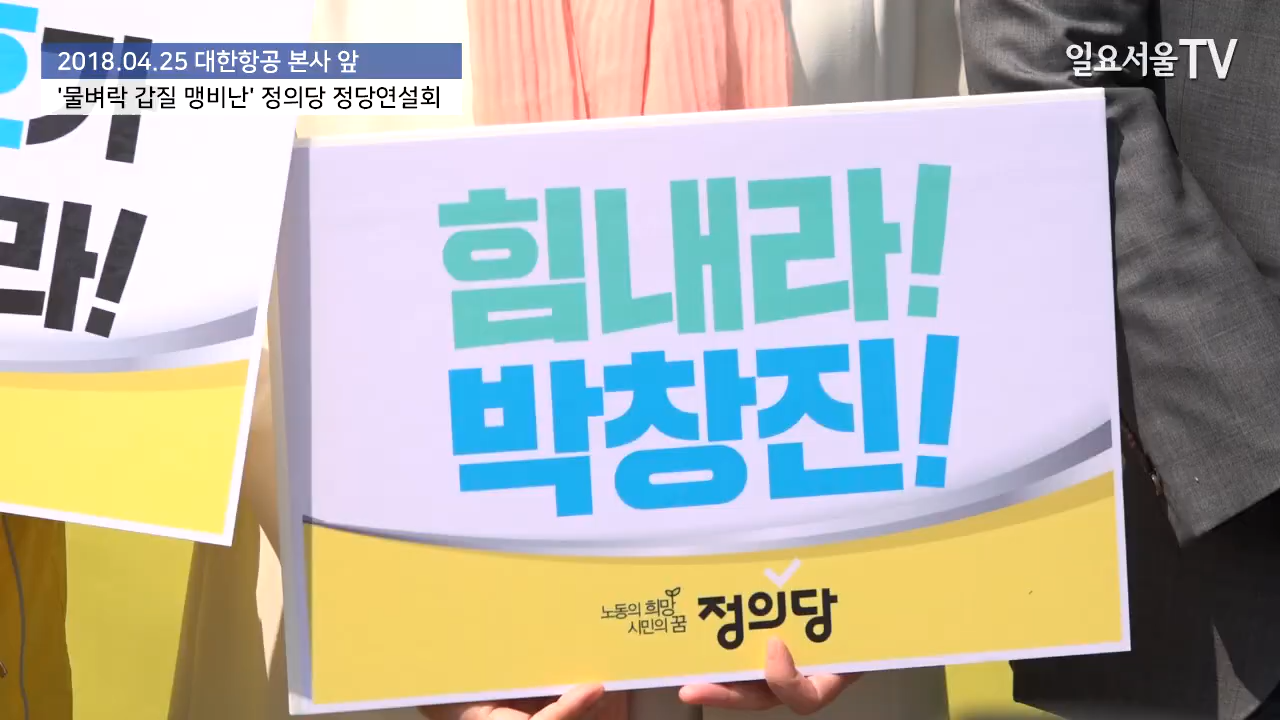 2018.04.25 대한항공 본사 앞
'물벼락 갑질 맹비난' 정의당 정당연설회
일요서울TV
라!
힘내라!
박창진!
노동의 희망
시민의 꿈
정의당